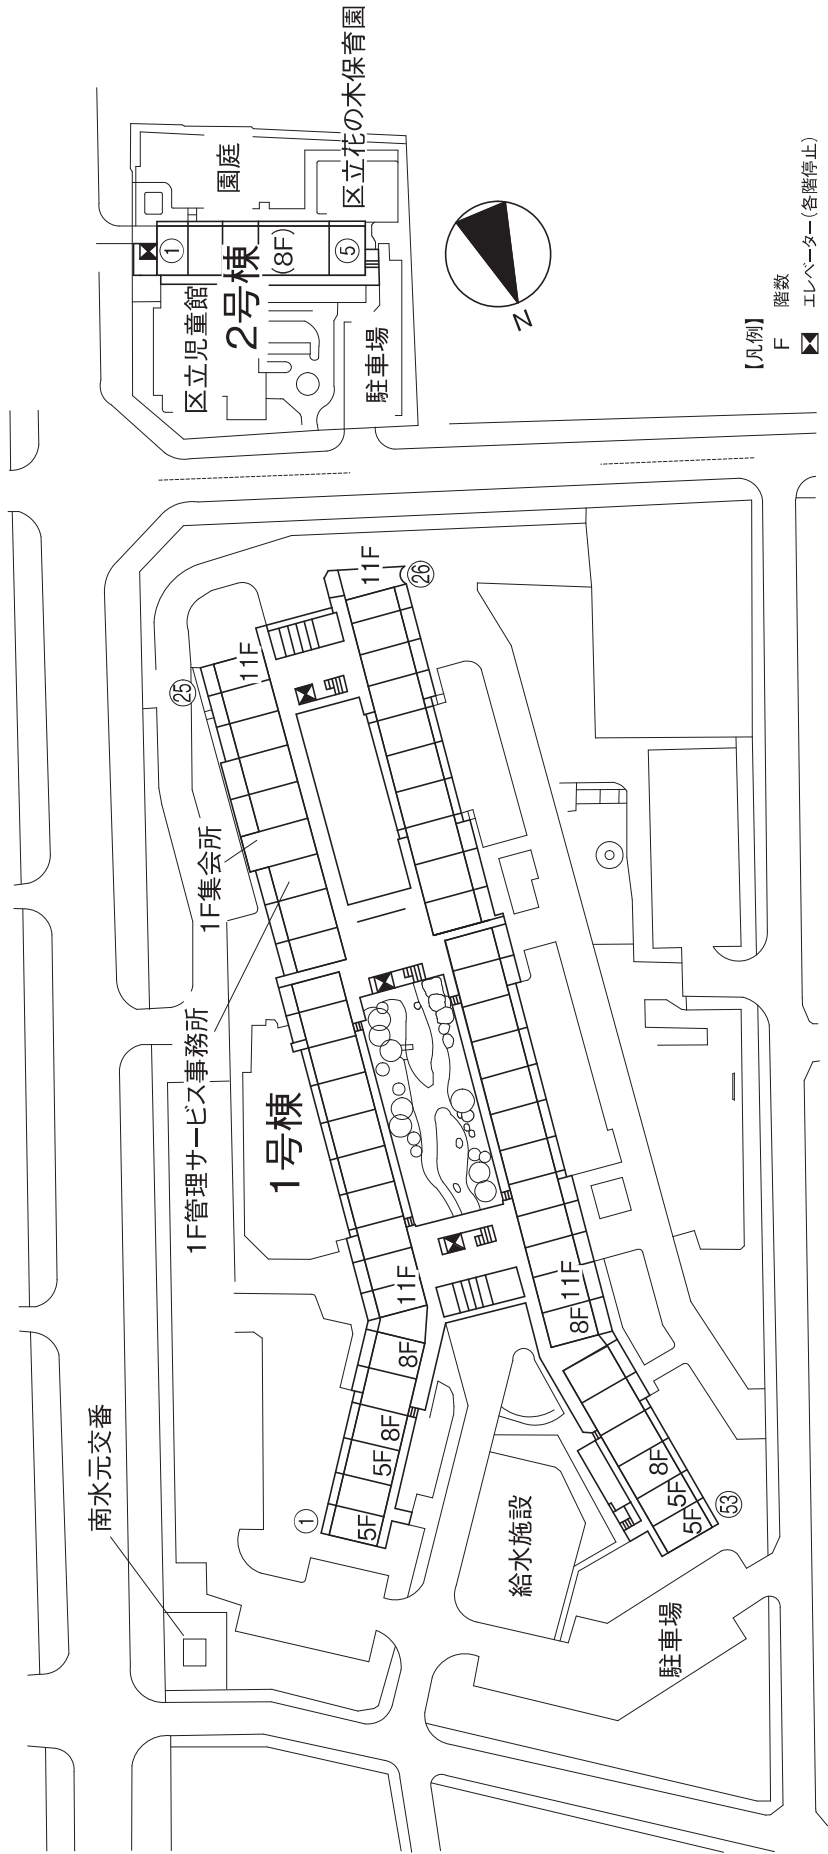 南水元交番
1F管理サービス事務所
1F集会所
1号棟
①
5F
5F
8F
8F
11F
11F
㉕
11F
㉖
11F
8F
8F
5F
5F
53
給水施設
駐車場
区立児童館
2号棟
(8F)
①
⑤
園庭
区立花の木保育園
駐車場
N
【凡例】
F 階数
エレベーター(各階停止)